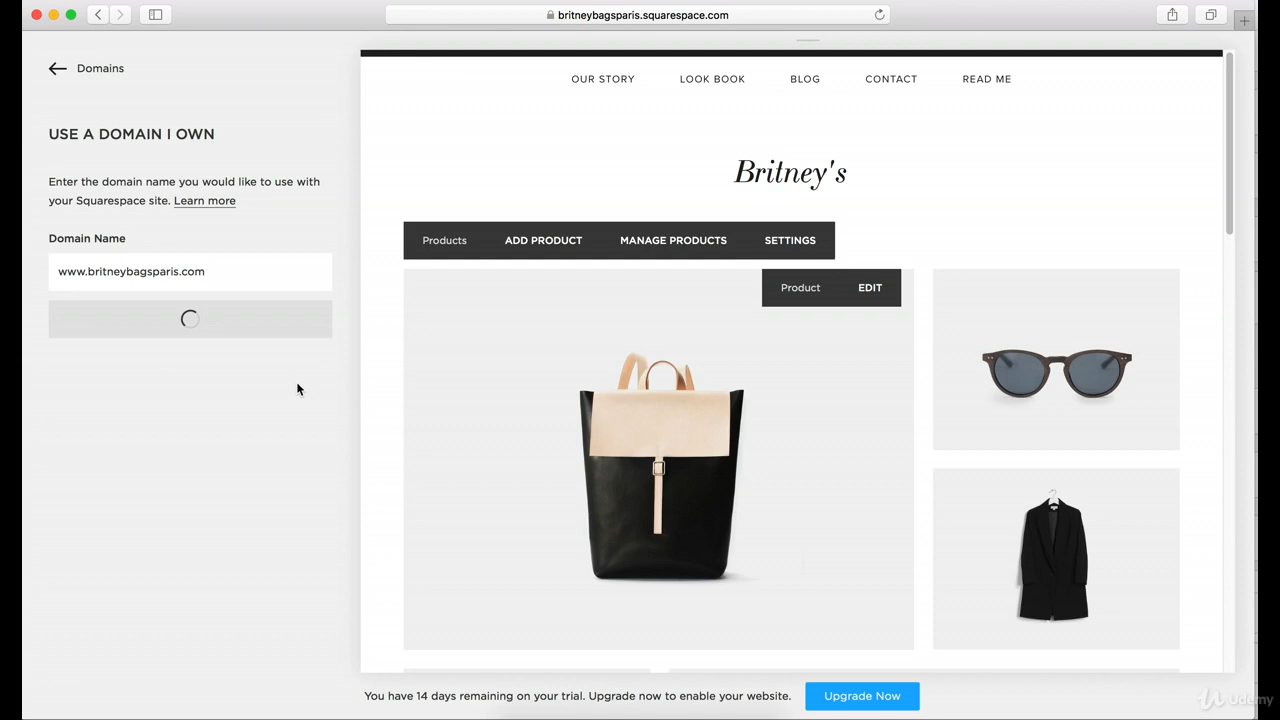 britneybagsparis.squarespace.com
Domains
USE A DOMAIN I OWN
Enter the domain name you would like to use with
your Squarespace site. Learn more
Domain Name
www.britneybagsparis.com
OUR STORY LOOK BOOK BLOG CONTACT READ ME
Britney's
Products ADD PRODUCT MANAGE PRODUCTS SETTINGS
Product EDIT
You have 14 days remaining on your trial. Upgrade now to enable your website. Upgrade Now
Udemy